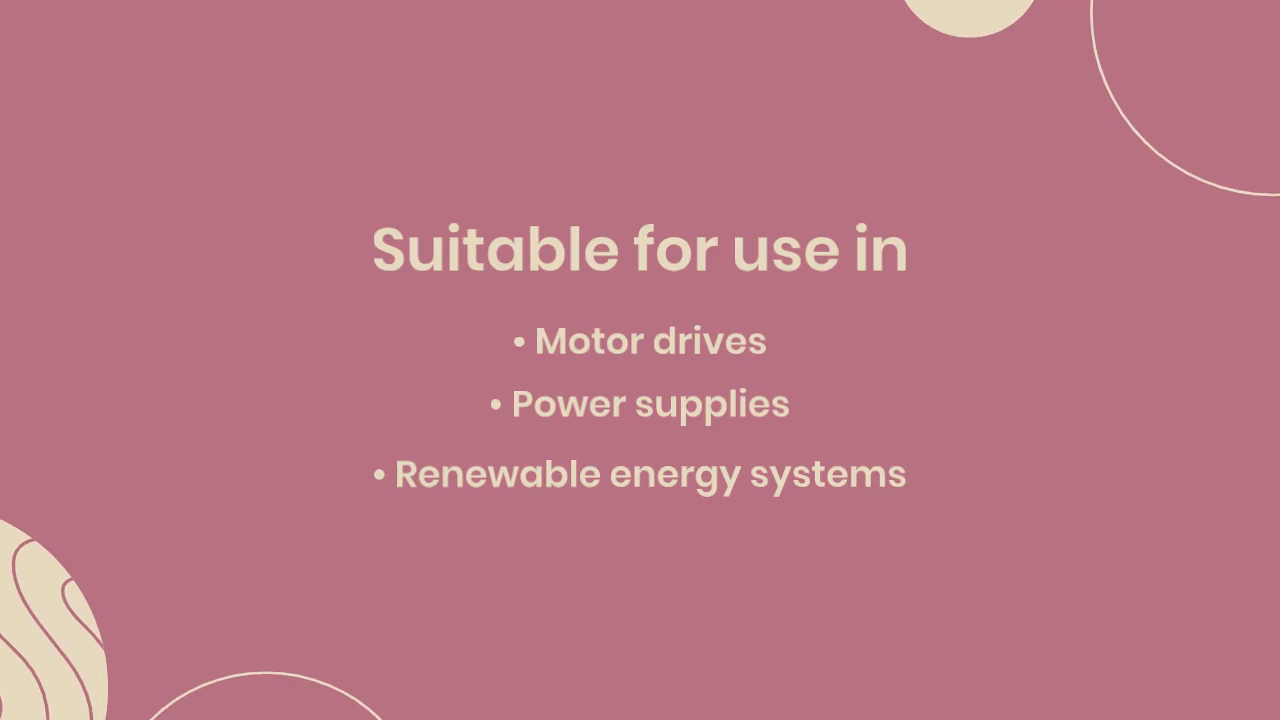 Suitable for use in
• Motor drives
• Power supplies
• Renewable energy systems